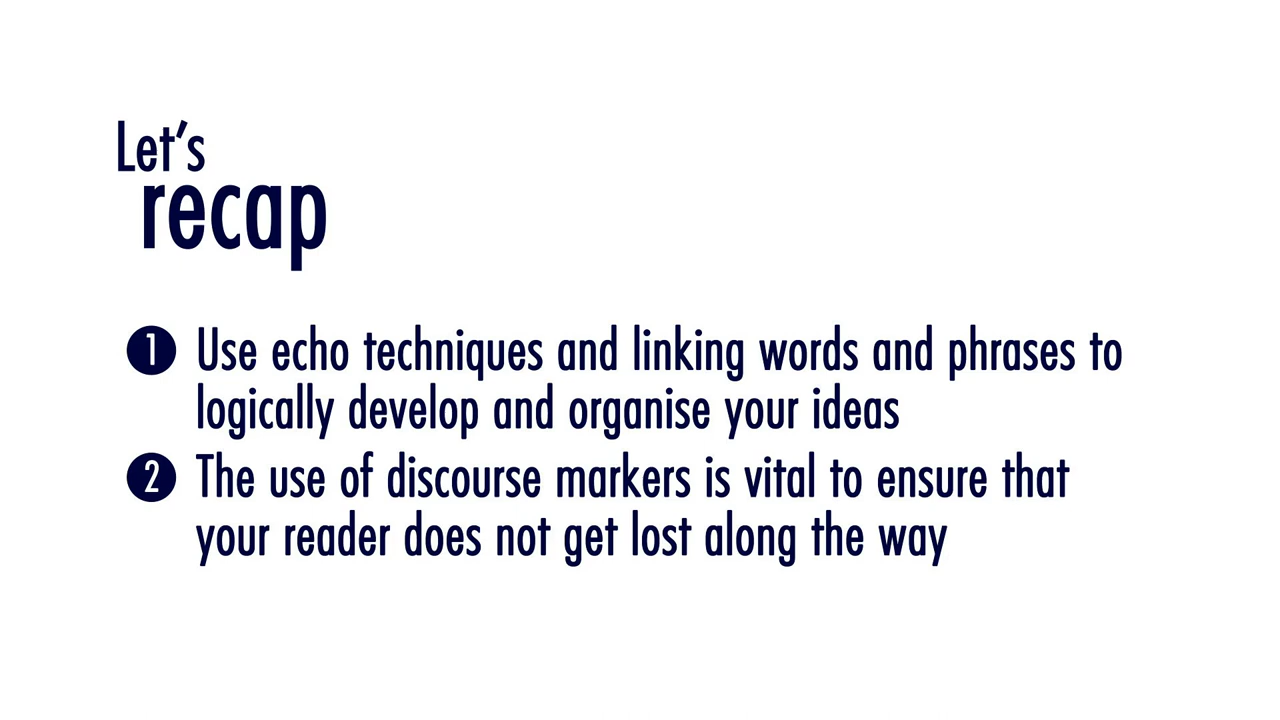 Let's
recap
1 Use echo techniques and linking words and phrases to
logically develop and organise your ideas
2 The use of discourse markers is vital to ensure that
your reader does not get lost along the way